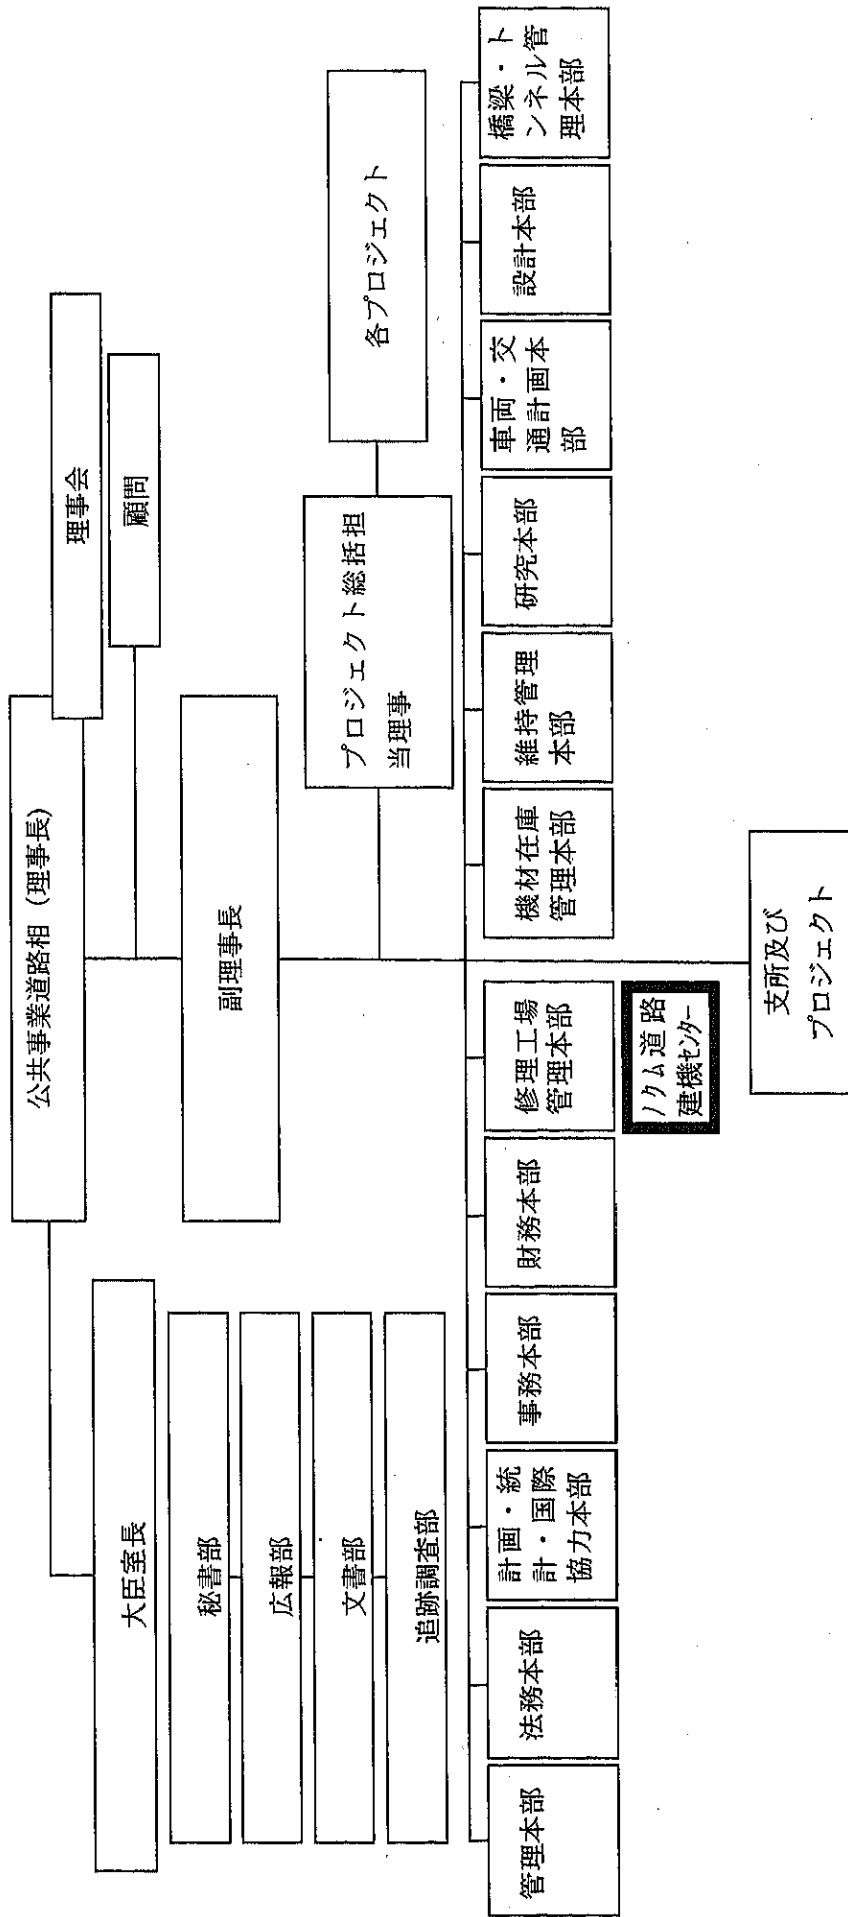 公共事業道路相（理事長）
理事会
顧問
大臣室長
秘書部
広報部
文書部
追跡調査部
副理事長
プロジェクト総括担
当理事
各プロジェクト
管理本部
法務本部
計画・統
計・国際
協力本部
事務本部
財務本部
修理工場
管理本部
ノクム道路
建機センター
機材在庫
管理本部
維持管理
本部
研究本部
車両・交
通計画本
部
設計本部
橋梁・ト
ンネル管
理本部
支所及び
プロジェクト